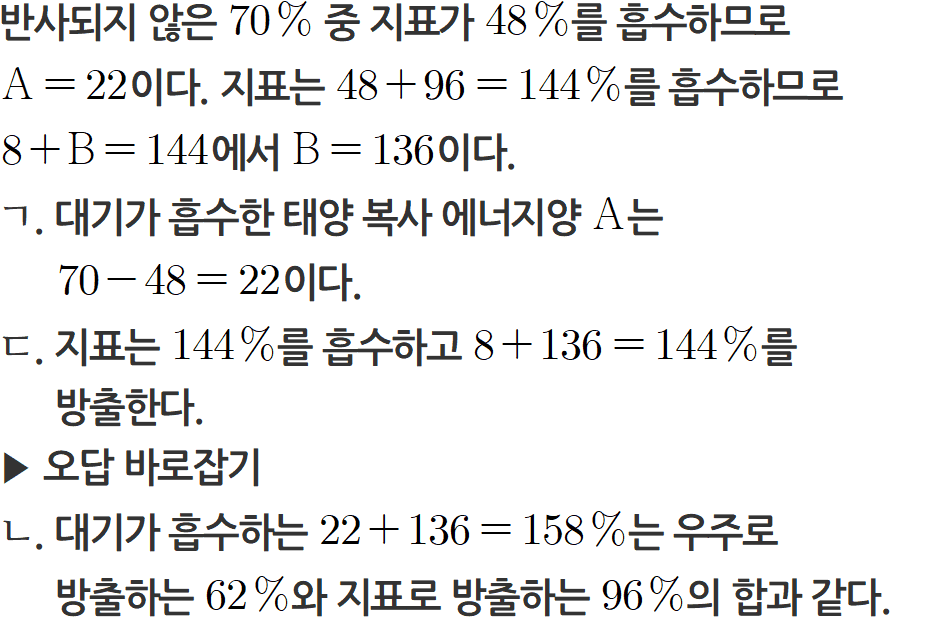 반사되지 않은 70% 중 지표가 48%를 흡수하므로
A = 22이다. 지표는 48+96 = 144%를 흡수하므로
8+B = 144에서 B = 136이다.
ㄱ. 대기가 흡수한 태양 복사 에너지양 A는
70-48 = 22이다.
ㄷ. 지표는 144%를 흡수하고 8+136 = 144%를
방출한다.
▶ 오답 바로잡기
ㄴ. 대기가 흡수하는 22+136 = 158%는 우주로
방출하는 62%와 지표로 방출하는 96%의 합과 같다.